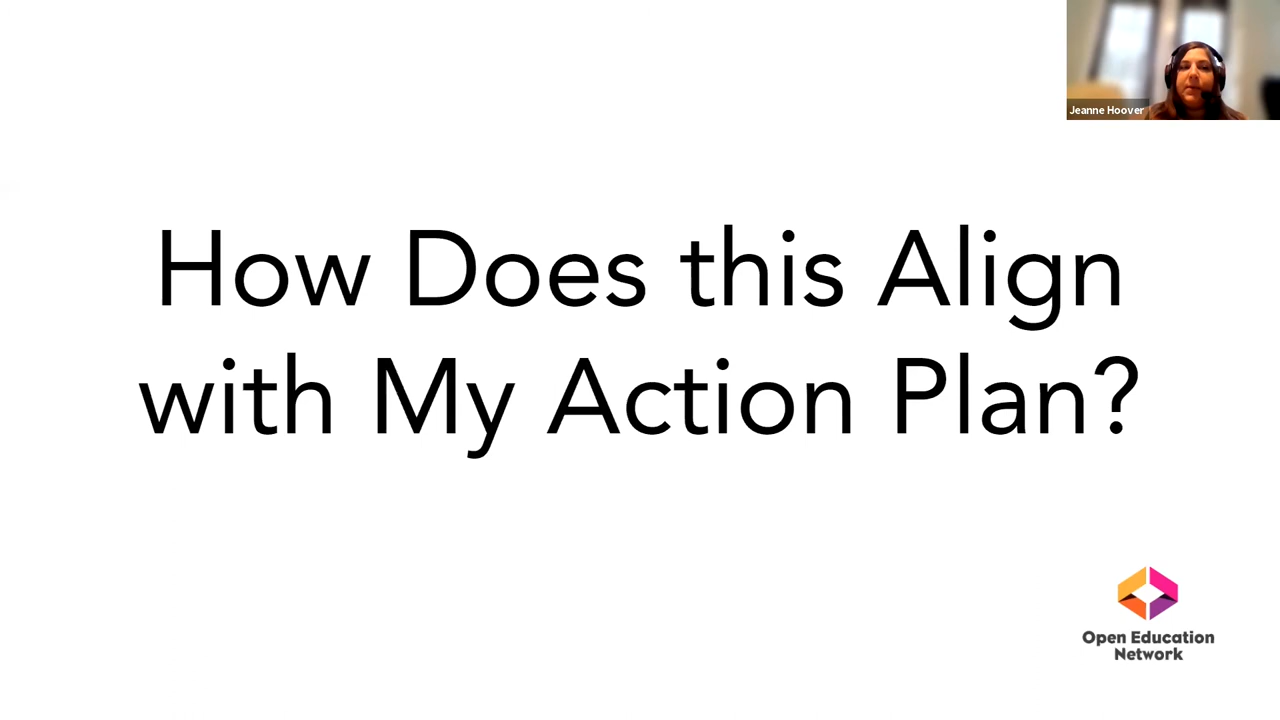 Jeanne Hoover
How Does this Align
with My Action Plan?
Open Education
Network